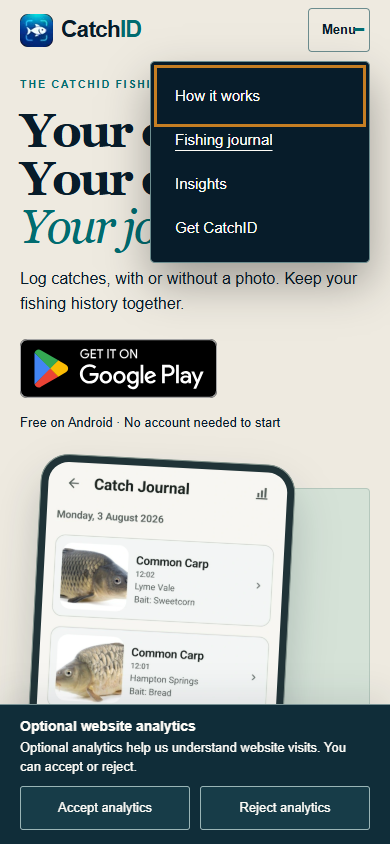 CatchID
Menu
THE CATCHID FISHI
How it works
Fishing journal
Insights
Get CatchID
Your
Your
Your jo
Log catches, with or without a photo. Keep your
fishing history together.
GET IT ON
Google Play
Free on Android · No account needed to start
Catch Journal
Monday, 3 August 2026
Common Carp
12:02
Lyme Vale
Bait: Sweetcorn
Common Carp
12:01
Hampton Springs
Bait: Bread
Optional website analytics
Optional analytics help us understand website visits. You
can accept or reject.
Accept analytics
Reject analytics